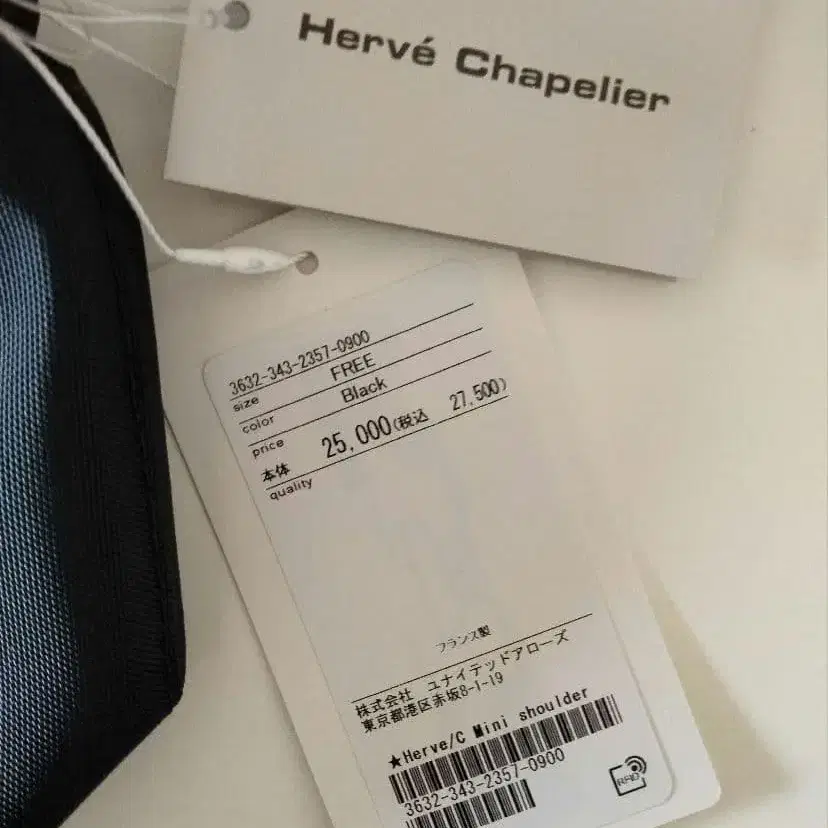 Hervé Chapelier
3632-343-2357-0900
size FREE
color Black
price
本体 25,000(税込 27,500)
quality
フランス製
株式会社 ユナイテッドアローズ
東京都港区赤坂8-1-19
★Herve/C Mini shoulder
3632-343-2357-0900
RFID